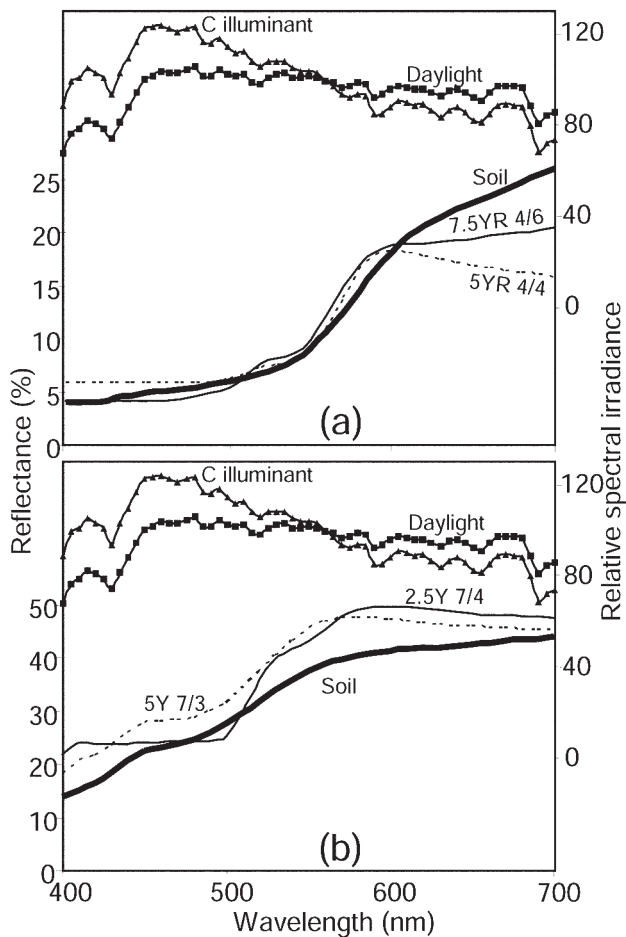 C illuminant
120
Daylight
80
25
Soil
7.5YR 4/6
40
20
5YR 4/4
15
0
10
5
0
(a)
C illuminant
120
Daylight
80
50
2.5Y 7/4
40
40
5Y 7/3
Soil
30
0
20
10
(b)
0
400
500
600
700
Wavelength (nm)
Reflectance (%)
Relative spectral irradiance